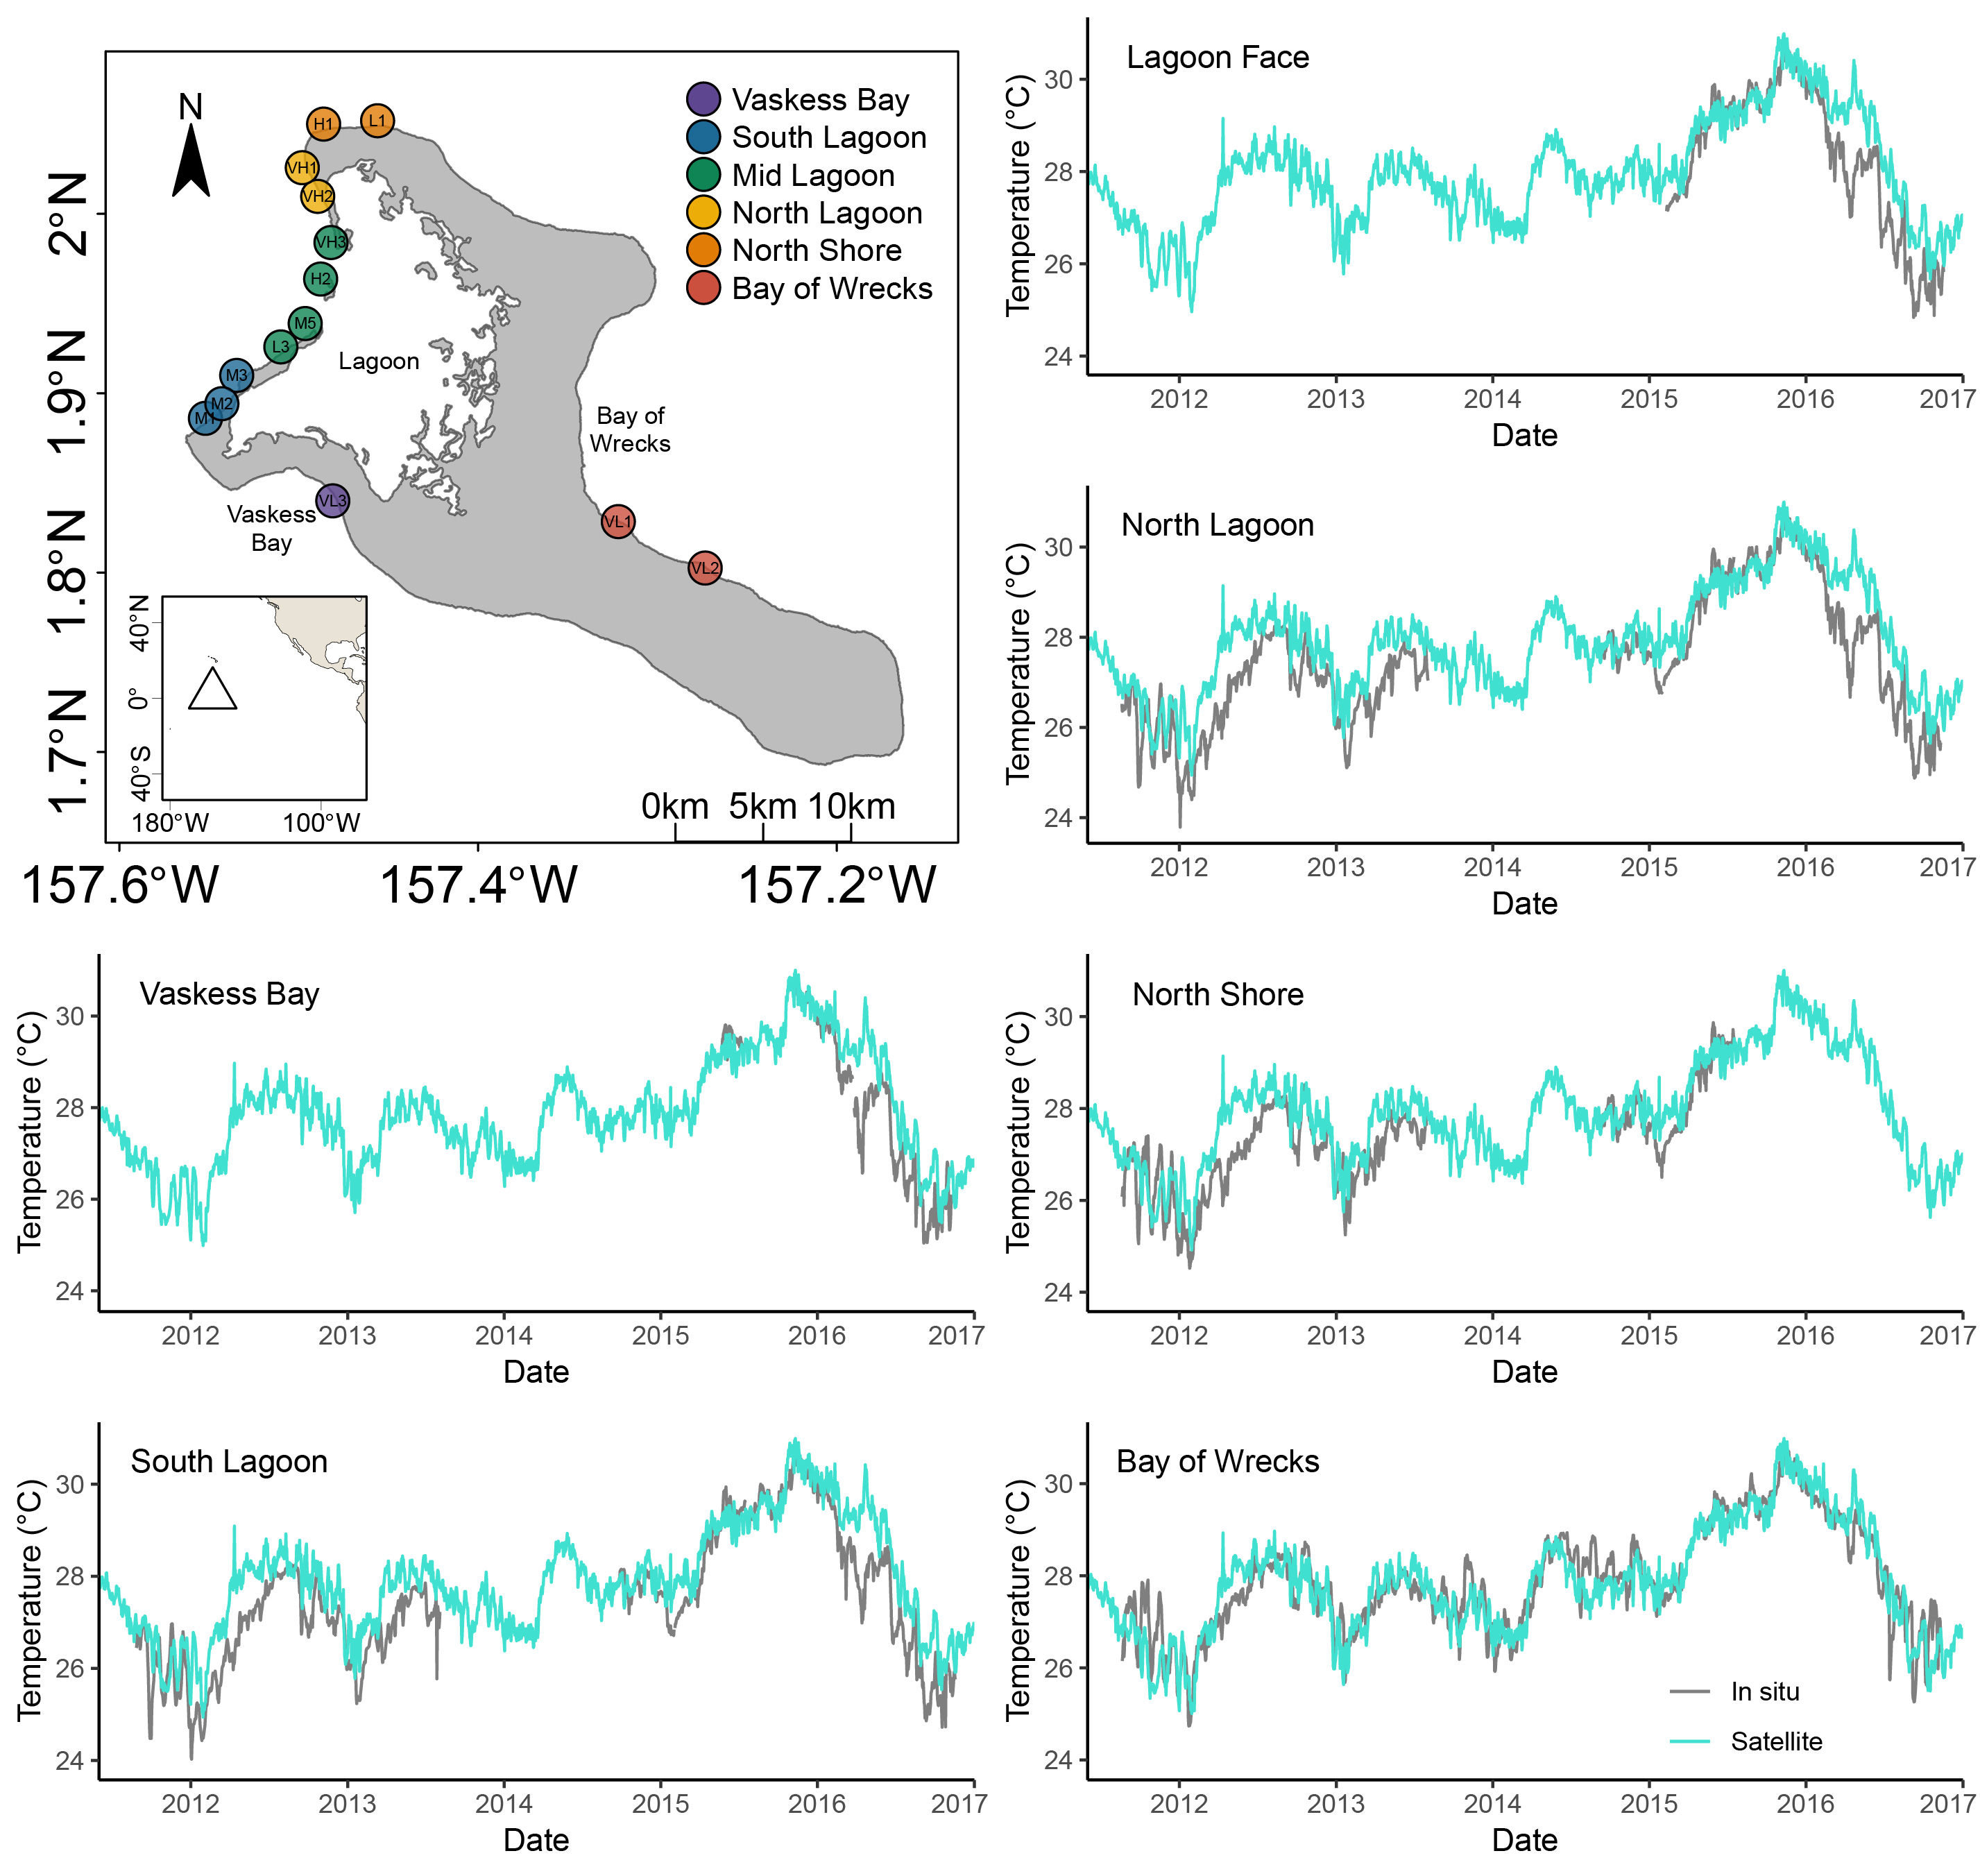 N
Vaskess Bay
South Lagoon
Mid Lagoon
North Lagoon
North Shore
Bay of Wrecks
H1
L1
VH1
VH2
VH3
H2
M5
L3
M3
M2
M1
VL3
VL1
VL2
Lagoon
Bay of
Wrecks
Vaskess
Bay
2°N
1.9°N
1.8°N
1.7°N
40°N
0°
40°S
180°W 100°W
0km 5km 10km
157.6°W 157.4°W 157.2°W
Lagoon Face
Temperature (°C)
30
28
26
24
2012 2013 2014 2015 2016 2017
Date
North Lagoon
Temperature (°C)
30
28
26
24
2012 2013 2014 2015 2016 2017
Date
Vaskess Bay
Temperature (°C)
30
28
26
24
2012 2013 2014 2015 2016 2017
Date
North Shore
Temperature (°C)
30
28
26
24
2012 2013 2014 2015 2016 2017
Date
South Lagoon
Temperature (°C)
30
28
26
24
2012 2013 2014 2015 2016 2017
Date
Bay of Wrecks
Temperature (°C)
30
28
26
24
In situ
Satellite
2012 2013 2014 2015 2016 2017
Date